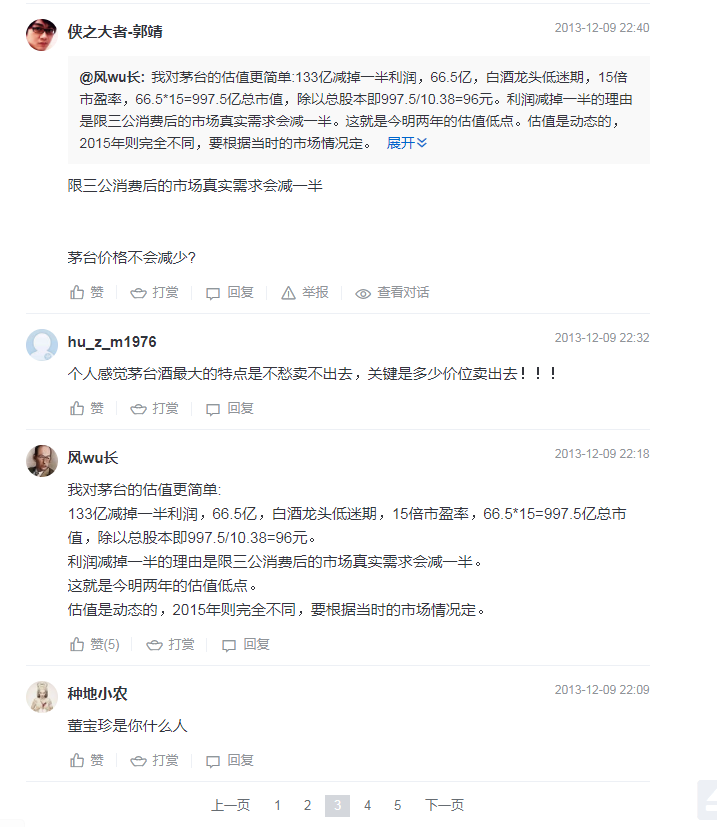 侠之大者-郭靖
2013-12-09 22:40
@风wu长: 我对茅台的估值更简单:133亿减掉一半利润，66.5亿，白酒龙头低迷期，15倍
市盈率，66.5*15=997.5亿总市值，除以总股本即997.5/10.38=96元。利润减掉一半的理由
是限三公消费后的市场真实需求会减一半。这就是今明两年的估值低点。估值是动态的，
2015年则完全不同，要根据当时的市场情况定。 展开
限三公消费后的市场真实需求会减一半
茅台价格不会减少?
赞 打赏 回复 举报 查看对话
hu_z_m1976
2013-12-09 22:32
个人感觉茅台酒最大的特点是不愁卖不出去，关键是多少价位卖出去！！！
赞 打赏 回复
风wu长
2013-12-09 22:18
我对茅台的估值更简单:
133亿减掉一半利润，66.5亿，白酒龙头低迷期，15倍市盈率，66.5*15=997.5亿总市
值，除以总股本即997.5/10.38=96元。
利润减掉一半的理由是限三公消费后的市场真实需求会减一半。
这就是今明两年的估值低点。
估值是动态的，2015年则完全不同，要根据当时的市场情况定。
赞(5) 打赏 回复
种地小农
2013-12-09 22:09
董宝珍是你什么人
赞 打赏 回复
上一页 1 2 3 4 5 下一页